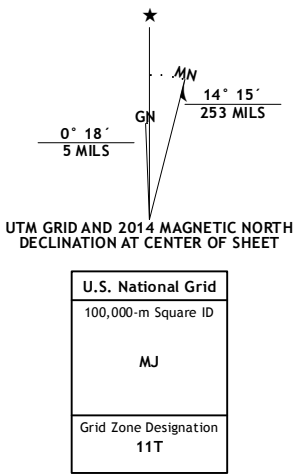 ★
MN
14° 15´
253 MILS
GN
0° 18´
5 MILS
UTM GRID AND 2014 MAGNETIC NORTH
DECLINATION AT CENTER OF SHEET
U.S. National Grid
100,000-m Square ID
MJ
Grid Zone Designation
11T